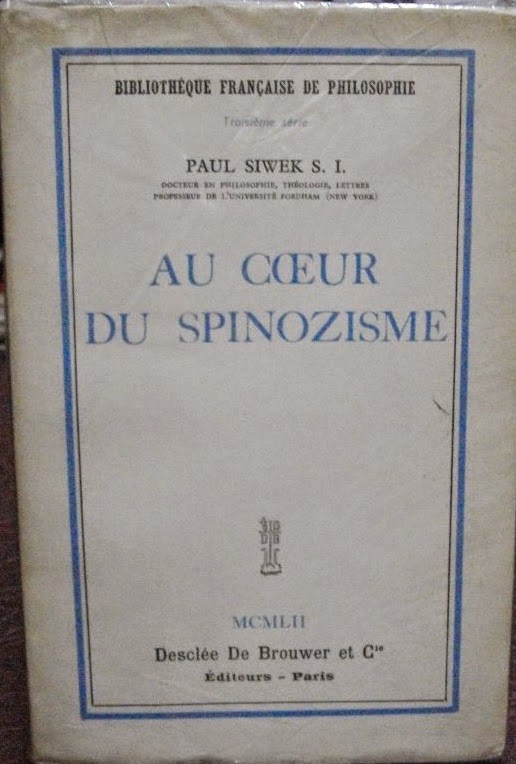 BIBLIOTHÉQUE FRANÇAISE DE PHILOSOPHIE
Troisième série
PAUL SIWEK S. I.
DOCTEUR EN PHILOSOPHIE, THÉOLOGIE, LETTRES
PROFESSEUR DE L'UNIVERSITÉ FORDHAM (NEW YORK)
AU CŒUR
DU SPINOZISME
MCMLII
Desclée De Brouwer et Cie
Éditeurs - Paris